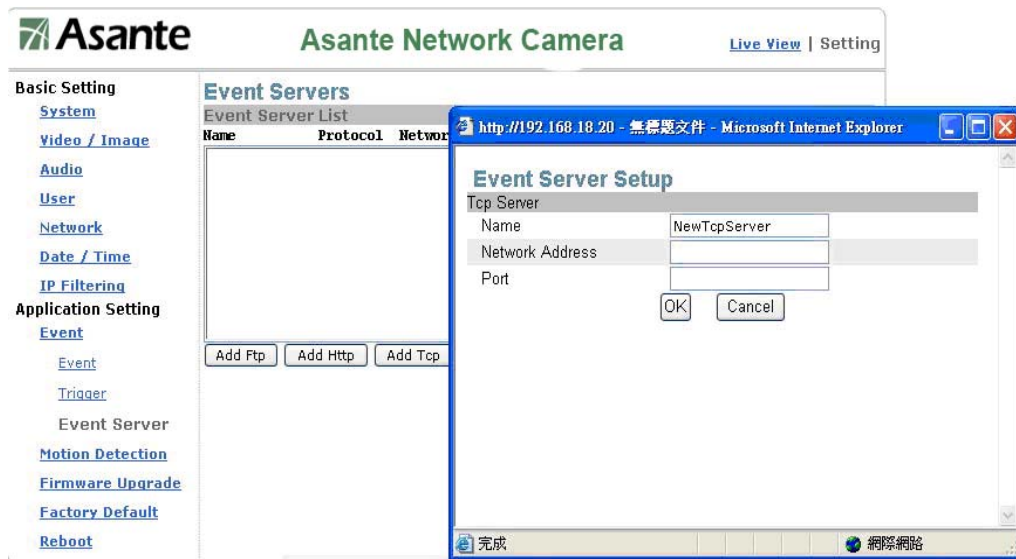 Asante
Asante Network Camera
Live View | Setting
Basic Setting
System
Video / Image
Audio
User
Network
Date / Time
IP Filtering
Application Setting
Event
Event
Trigger
Event Server
Motion Detection
Firmware Upgrade
Factory Default
Reboot
Event Servers
Event Server List
Name Protocol Networ
Add Ftp Add Http Add Tcp
http://192.168.18.20 - 無標題文件 - Microsoft Internet Explorer
Event Server Setup
Tcp Server
Name NewTcpServer
Network Address
Port
OK Cancel
完成 網際網路